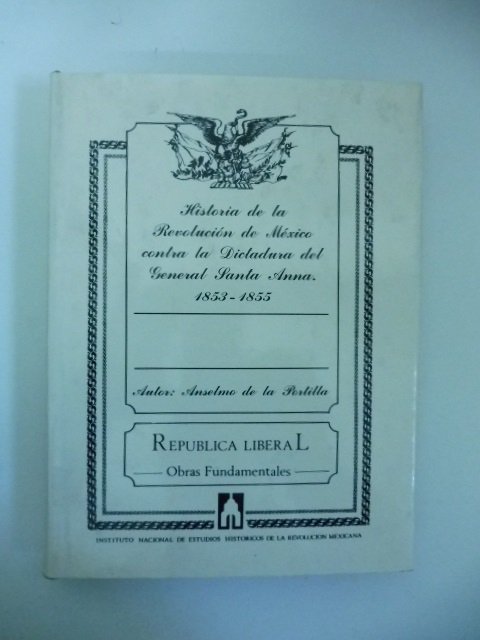 Historia de la
Revolución de México
contra la Dictadura del
General Santa Anna.
1853-1855
Autor: Anselmo de la Portilla
REPUBLICA LIBERAL
Obras Fundamentales
INSTITUTO NACIONAL DE ESTUDIOS HISTORICOS DE LA REVOLUCION MEXICANA